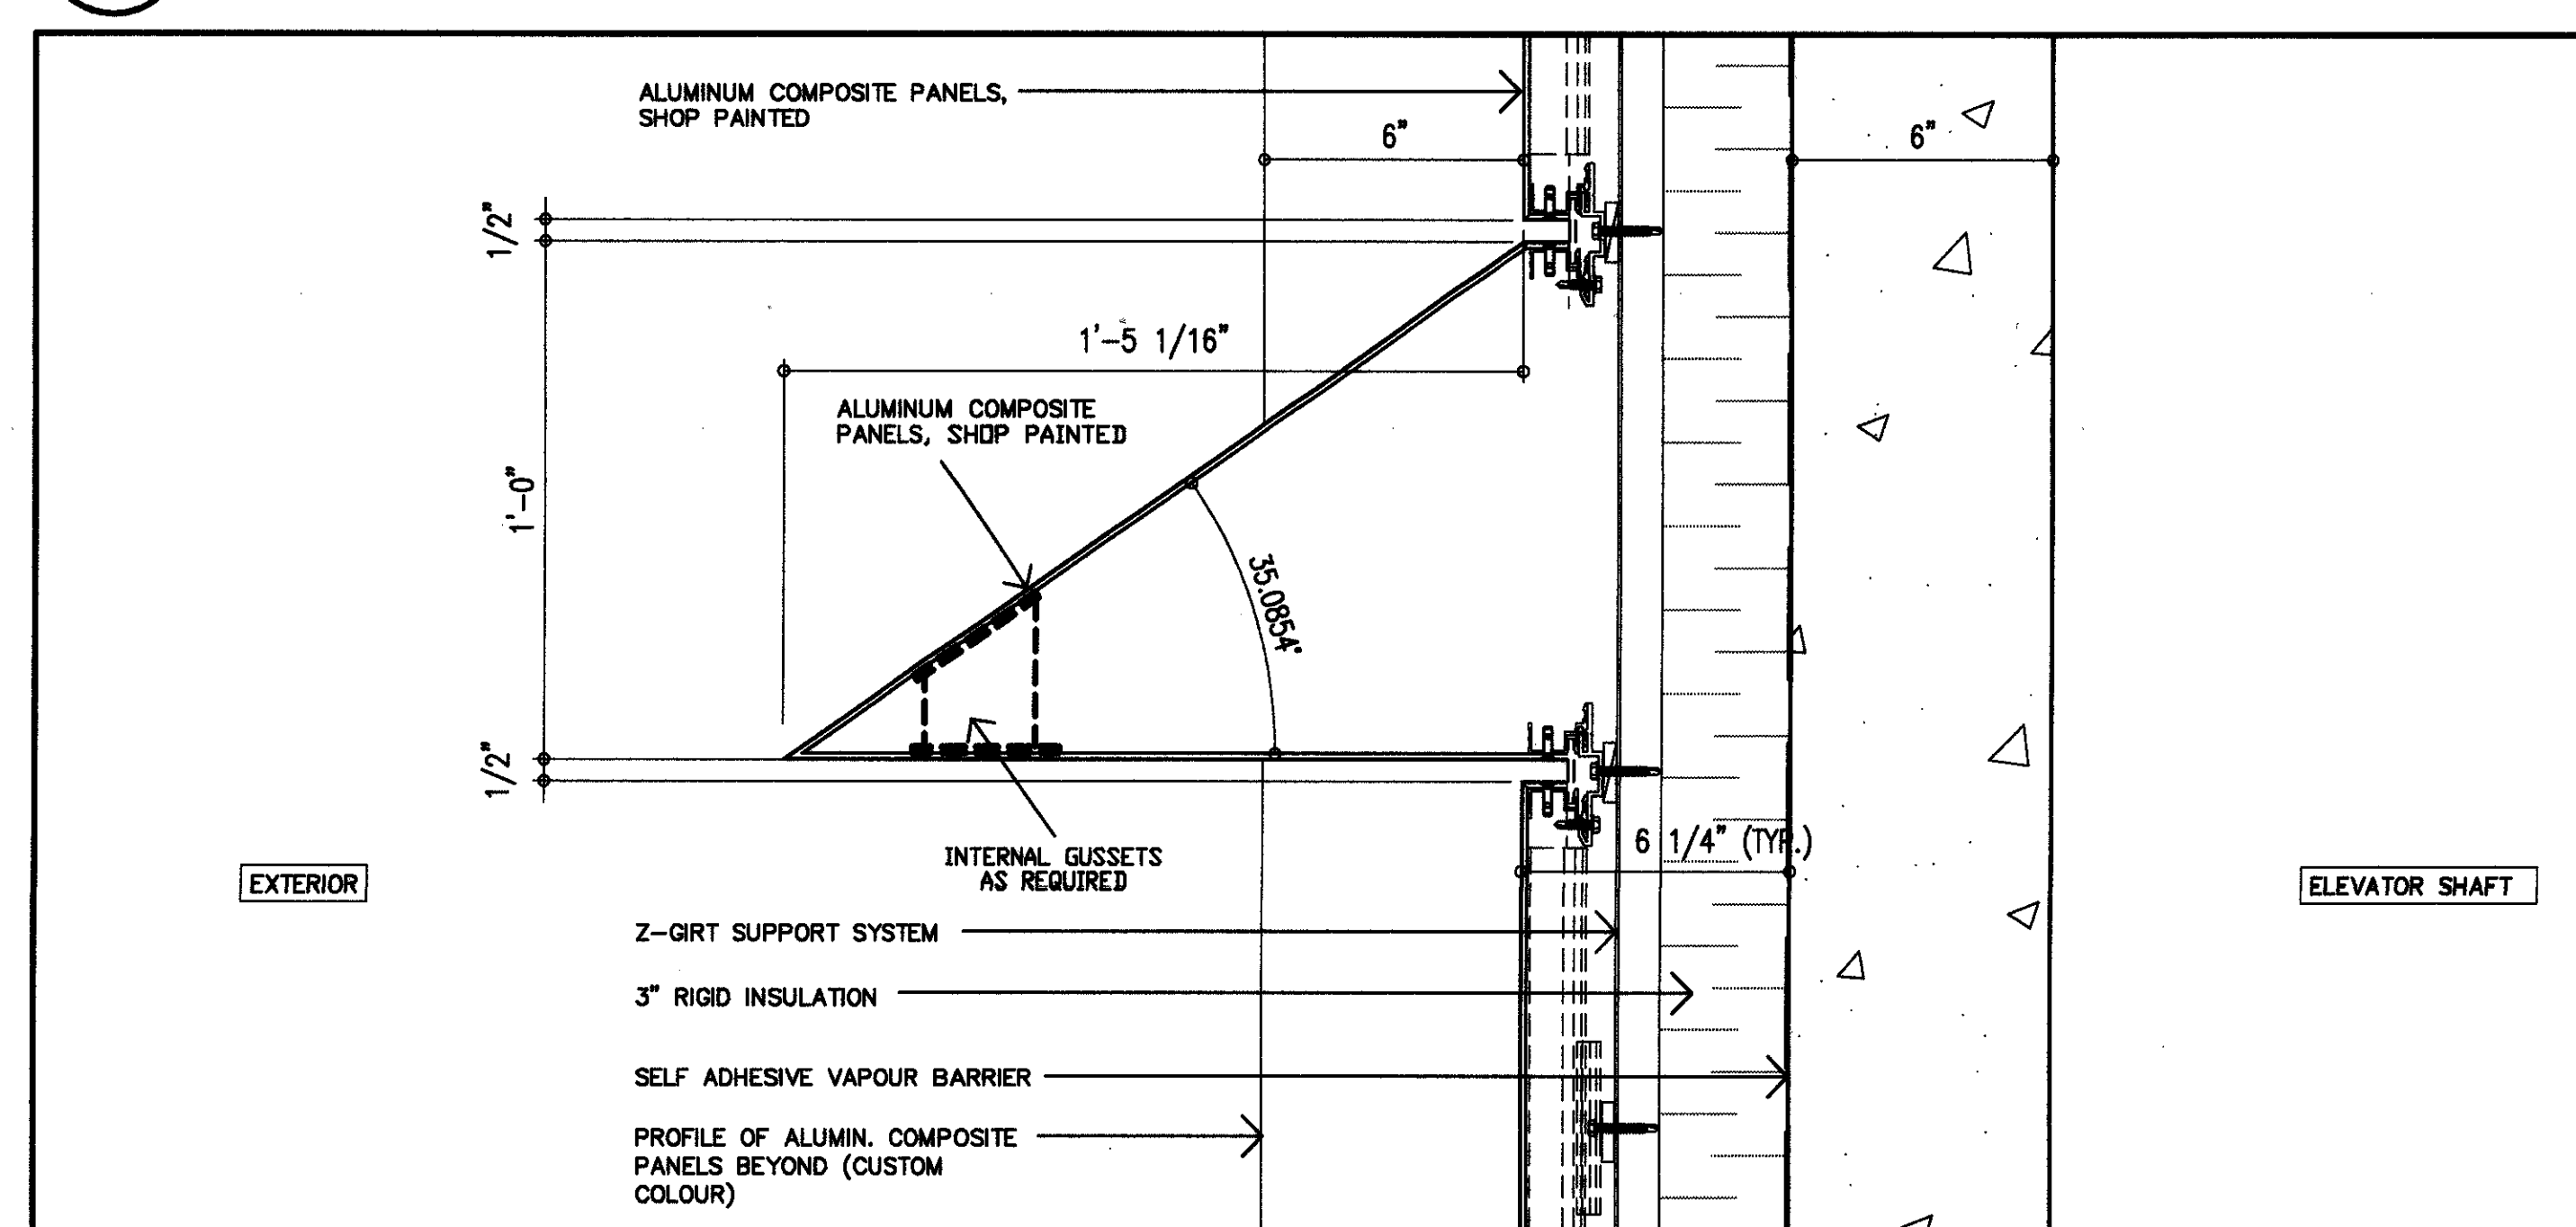 ALUMINUM COMPOSITE PANELS,
SHOP PAINTED
6"
6"
1/2"
1'-5 1/16"
ALUMINUM COMPOSITE
PANELS, SHOP PAINTED
1'-0"
35.0854°
1/2"
6 1/4" (TYP.)
INTERNAL GUSSETS
AS REQUIRED
EXTERIOR
ELEVATOR SHAFT
Z-GIRT SUPPORT SYSTEM
3" RIGID INSULATION
SELF ADHESIVE VAPOUR BARRIER
PROFILE OF ALUMIN. COMPOSITE
PANELS BEYOND (CUSTOM
COLOUR)